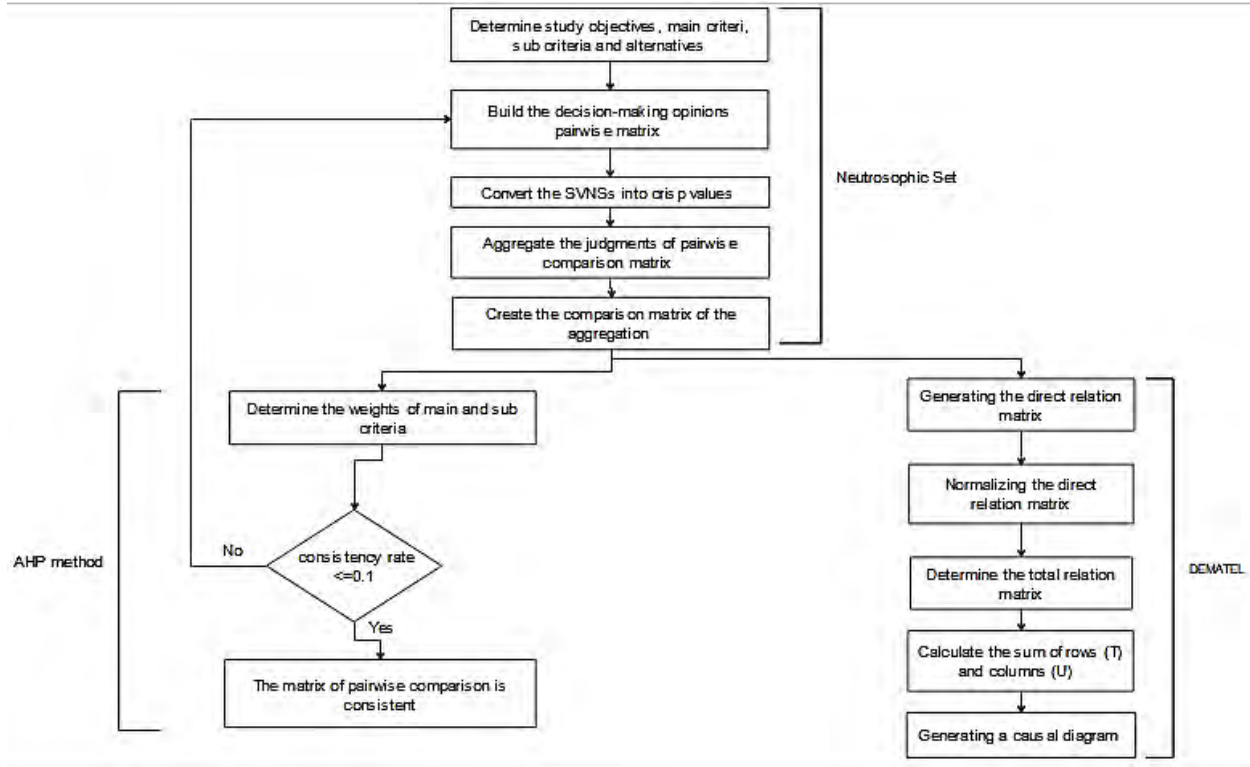 Determine study objectives, main criteri,
sub criteria and alternatives
Build the decision-making opinions
pairwise matrix
Neutrosophic Set
Convert the SVNSs into crisp values
Aggregate the judgments of pairwise
comparison matrix
Create the comparison matrix of the
aggregation
Determine the weights of main and sub
criteria
Generating the direct relation
matrix
Normalizing the direct
relation matrix
No
consistency rate
<=0.1
AHP method
Yes
The matrix of pairwise comparison is
consistent
Determine the total relation
matrix
DEMATEL
Calculate the sum of rows (T)
and columns (U)
Generating a causal diagram